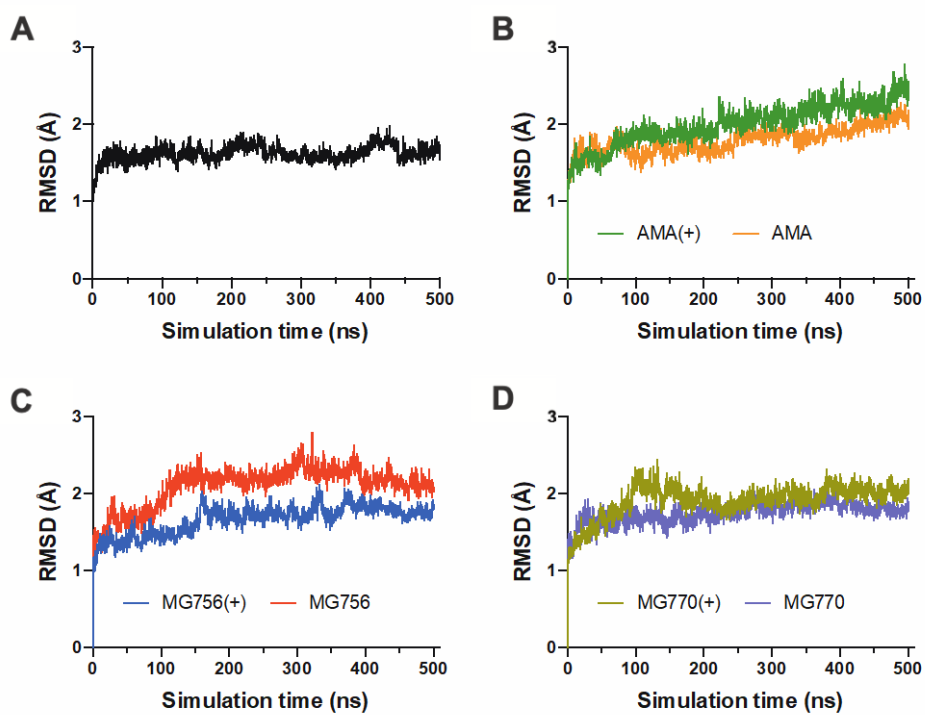 A
B
3
2
1
0
RMSD (Å)
0 100 200 300 400 500
Simulation time (ns)
3
2
1
0
RMSD (Å)
AMA(+) AMA
0 100 200 300 400 500
Simulation time (ns)
C
D
3
2
1
0
RMSD (Å)
MG756(+) MG756
0 100 200 300 400 500
Simulation time (ns)
3
2
1
0
RMSD (Å)
MG770(+) MG770
0 100 200 300 400 500
Simulation time (ns)